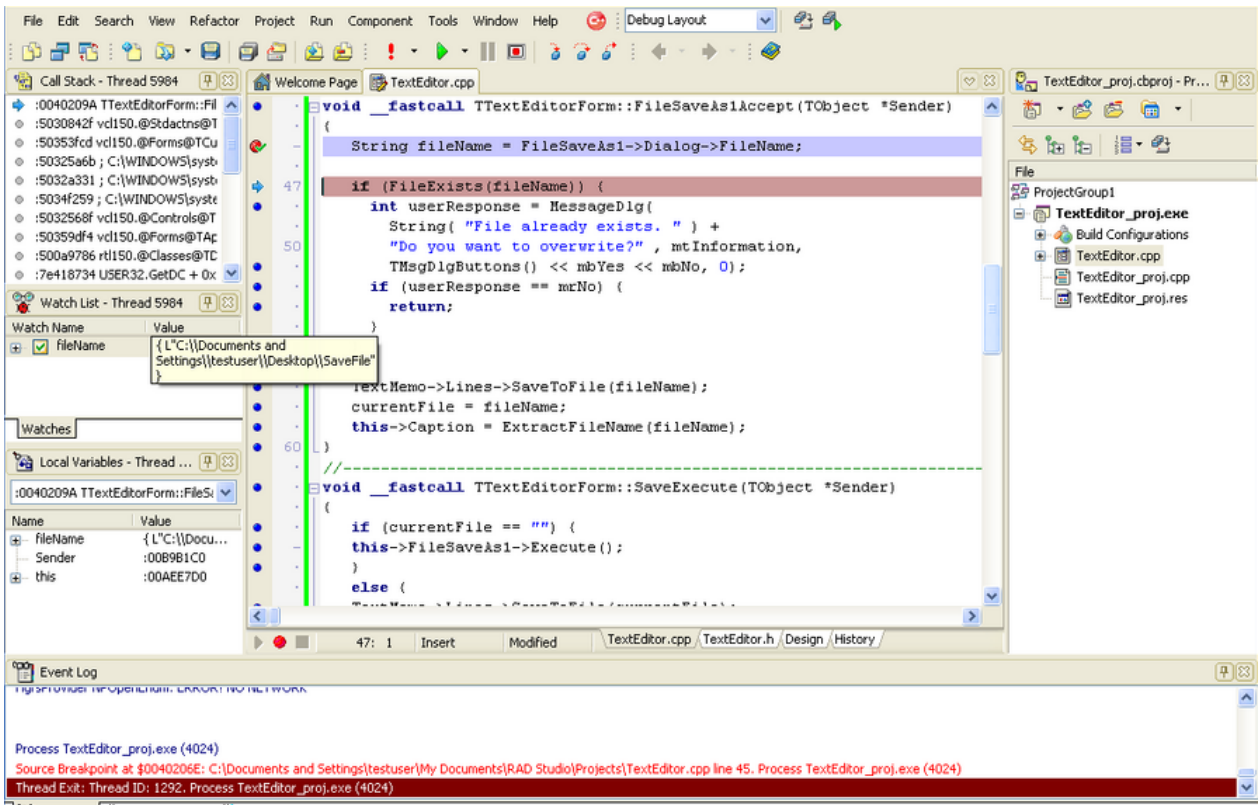 File Edit Search View Refactor Project Run Component Tools Window Help Debug Layout
Call Stack - Thread 5984
:0040209A TTextEditorForm::Fil
:5030842f vcl150.@Stdactns@T
:50353fcd vcl150.@Forms@TCu
:50325a6b ; C:\WINDOWS\syst
:5032a331 ; C:\WINDOWS\syst
:5034f259 ; C:\WINDOWS\syste
:5032568f vcl150.@Controls@T
:50359df4 vcl150.@Forms@TAp
:500a9786 rtl150.@Classes@TC
:7e418734 USER32.GetDC + 0x
Watch List - Thread 5984
Watch Name Value
fileName
{ L"C:\\Documents and
Settings\\testuser\\Desktop\\SaveFile"
}
Watches
Local Variables - Thread ...
:0040209A TTextEditorForm::FileS
Name Value
fileName { L"C:\\Docu...
Sender :00B9B1C0
this :00AEE7D0
Welcome Page TextEditor.cpp
void __fastcall TTextEditorForm::FileSaveAs1Accept(TObject *Sender)
{
String fileName = FileSaveAs1->Dialog->FileName;
47 if (FileExists(fileName)) {
int userResponse = MessageDlg(
String( "File already exists. " ) +
50 "Do you want to overwrite?" , mtInformation,
TMsgDlgButtons() << mbYes << mbNo, 0);
if (userResponse == mrNo) {
return;
}
TextMemo->Lines->SaveToFile(fileName);
currentFile = fileName;
this->Caption = ExtractFileName(fileName);
60 }
//--------------------------------------------------------------------
void __fastcall TTextEditorForm::SaveExecute(TObject *Sender)
{
if (currentFile == "") {
this->FileSaveAs1->Execute();
}
else {
TextMemo->Lines->SaveToFile(currentFile);
47: 1 Insert Modified TextEditor.cpp TextEditor.h Design History
TextEditor_proj.cbproj - Pr...
File
ProjectGroup1
TextEditor_proj.exe
Build Configurations
TextEditor.cpp
TextEditor_proj.cpp
TextEditor_proj.res
Event Log
NPOpenEnum: ERROR! NO NETWORK
Process TextEditor_proj.exe (4024)
Source Breakpoint at $0040206E: C:\Documents and Settings\testuser\My Documents\RAD Studio\Projects\TextEditor.cpp line 45. Process TextEditor_proj.exe (4024)
Thread Exit: Thread ID: 1292. Process TextEditor_proj.exe (4024)